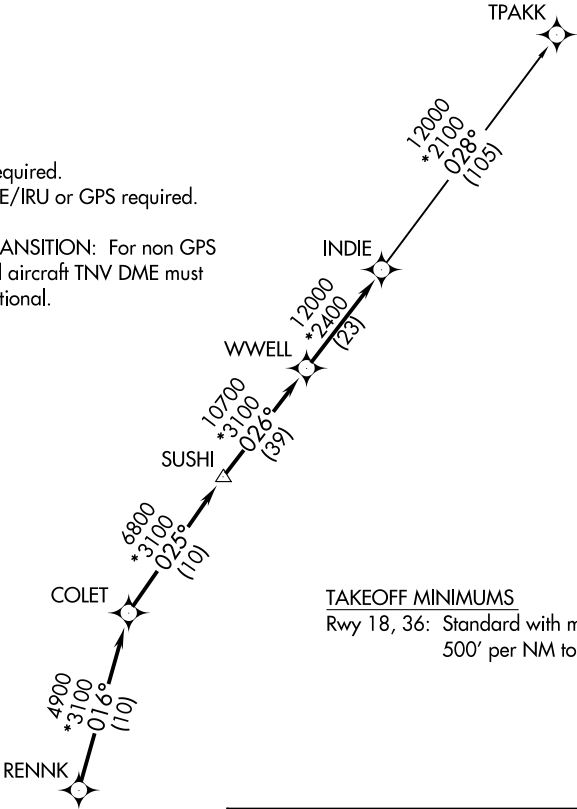 TPAKK
12000
*2100
028°
(105)
equired.
E/IRU or GPS required.
ANSITION: For non GPS
d aircraft TNV DME must
tional.
INDIE
12000
*2400
(23)
WWELL
10700
*3100
026°
(39)
SUSHI
6800
*3100
025°
(10)
COLET
TAKEOFF MINIMUMS
Rwy 18, 36: Standard with m
500' per NM to
4900
*3100
016°
(10)
RENNK